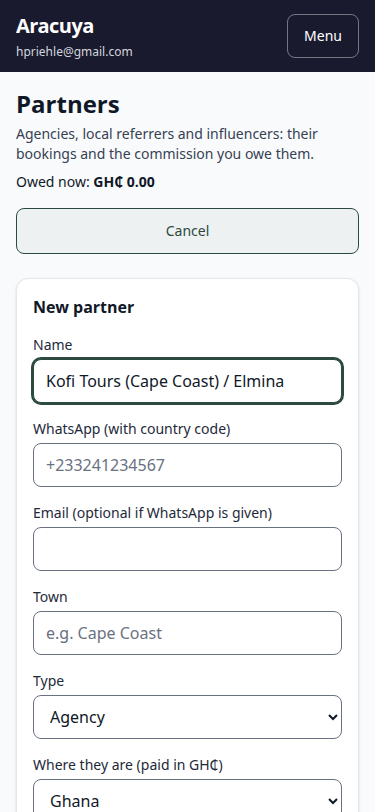 Aracuya
hpriehle@gmail.com
Menu
Partners
Agencies, local referrers and influencers: their
bookings and the commission you owe them.
Owed now: GH₵ 0.00
Cancel
New partner
Name
Kofi Tours (Cape Coast) / Elmina
WhatsApp (with country code)
+233241234567
Email (optional if WhatsApp is given)
Town
e.g. Cape Coast
Type
Agency
Where they are (paid in GH₵)
Ghana